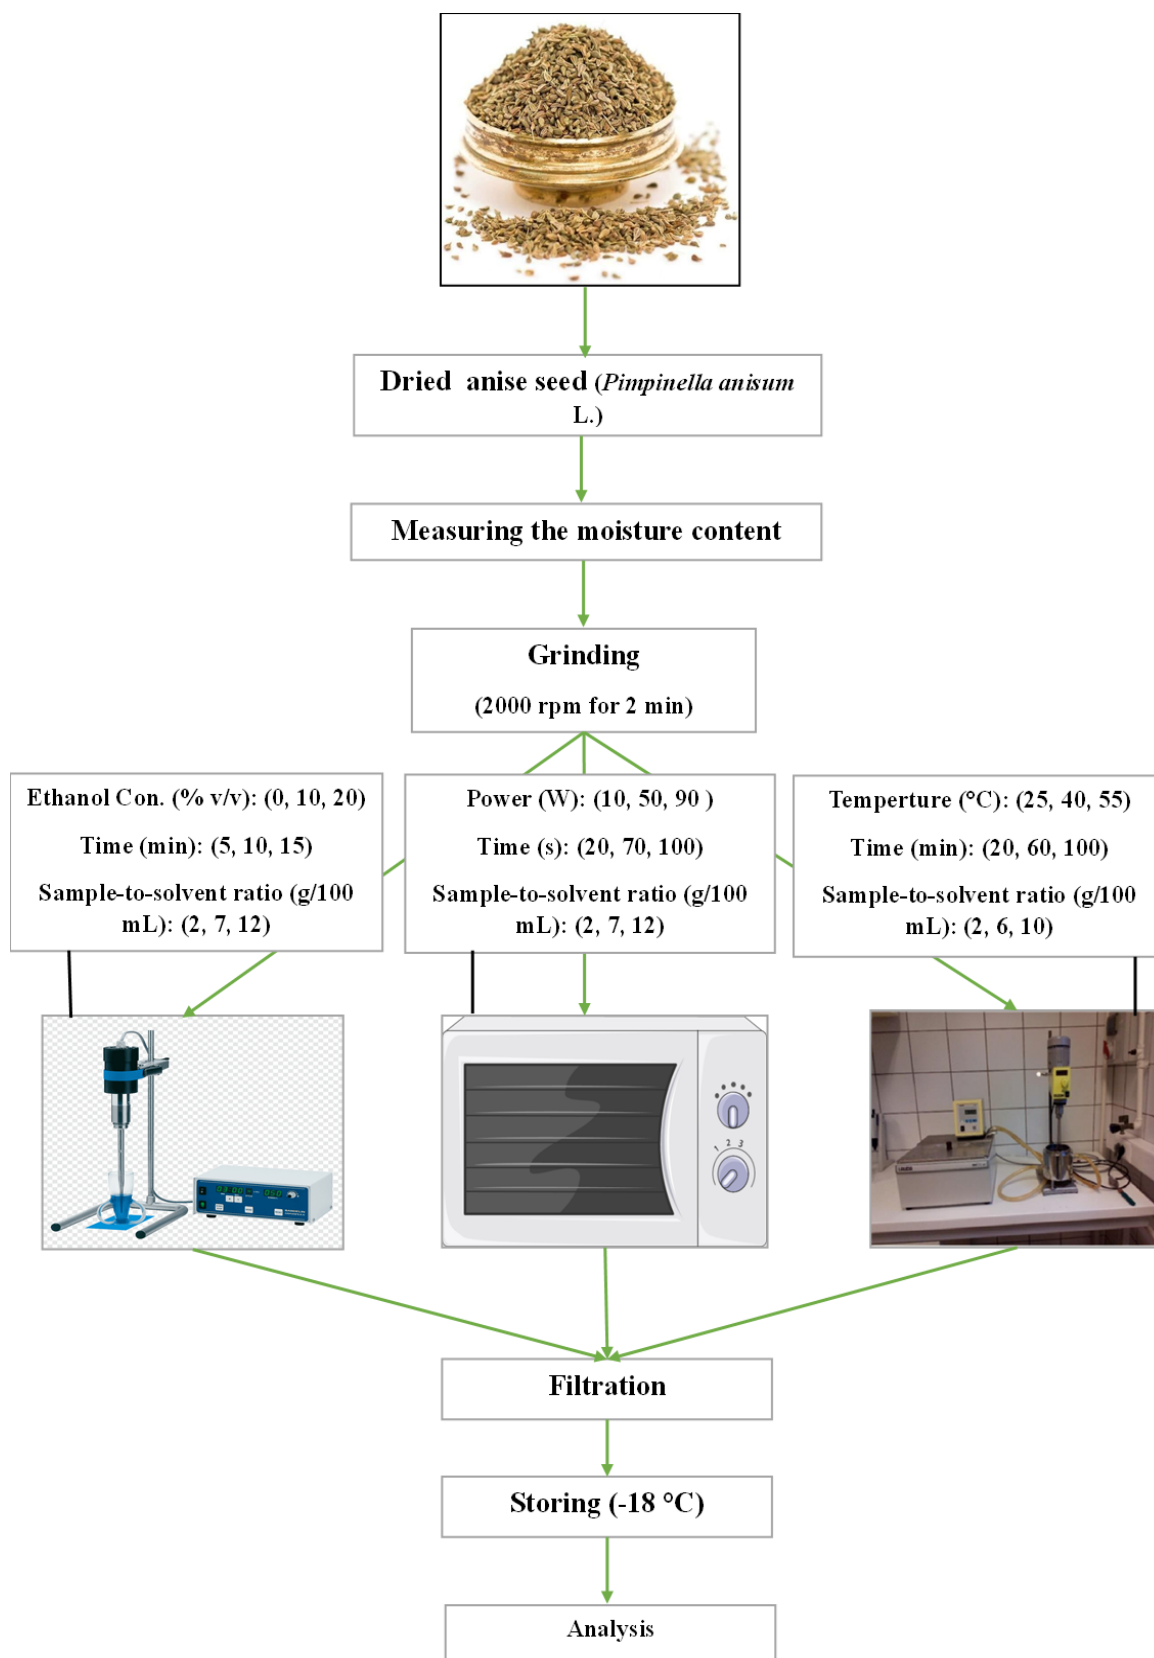 Dried anise seed (Pimpinella anisum
L.)
Measuring the moisture content
Grinding
(2000 rpm for 2 min)
Ethanol Con. (% v/v): (0, 10, 20)
Time (min): (5, 10, 15)
Sample-to-solvent ratio (g/100
mL): (2, 7, 12)
Power (W): (10, 50, 90 )
Time (s): (20, 70, 100)
Sample-to-solvent ratio (g/100
mL): (2, 7, 12)
Temperture (°C): (25, 40, 55)
Time (min): (20, 60, 100)
Sample-to-solvent ratio (g/100
mL): (2, 6, 10)
1 2 3
Filtration
Storing (-18 °C)
Analysis